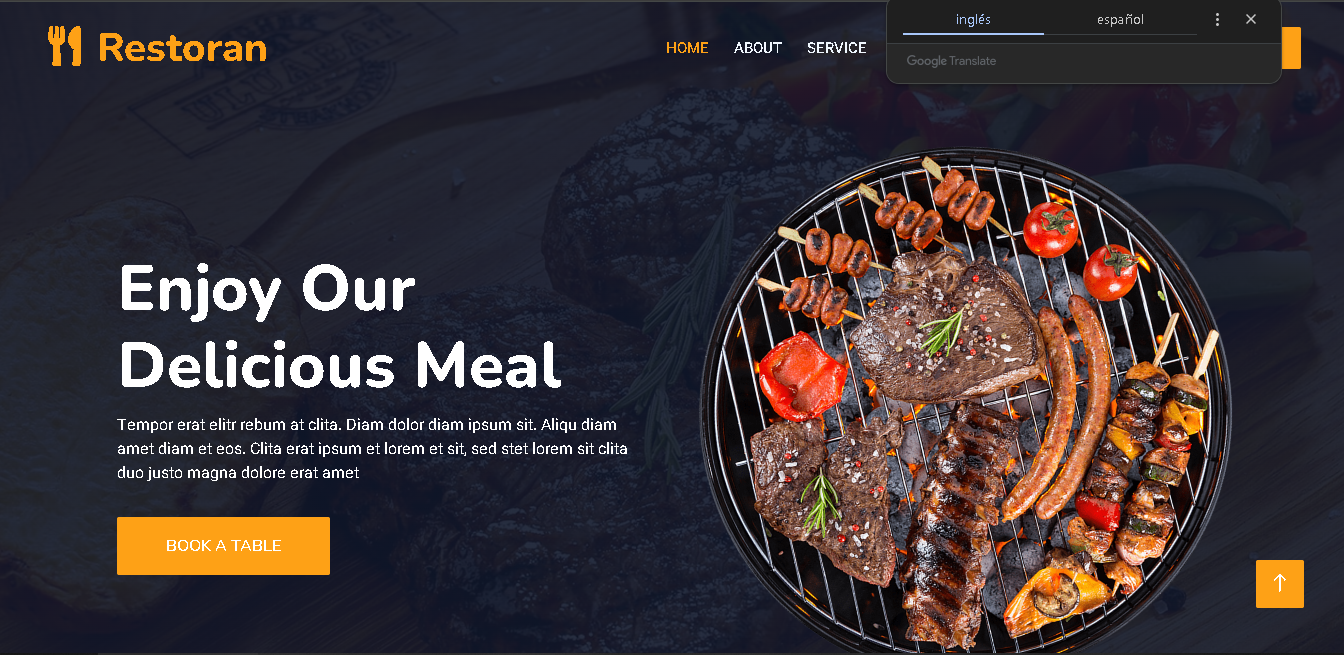 Restoran
HOME ABOUT SERVICE
inglés español
Google Translate
Enjoy Our
Delicious Meal
Tempor erat elitr rebum at clita. Diam dolor diam ipsum sit. Aliqu diam
amet diam et eos. Clita erat ipsum et lorem et sit, sed stet lorem sit clita
duo justo magna dolore erat amet
BOOK A TABLE